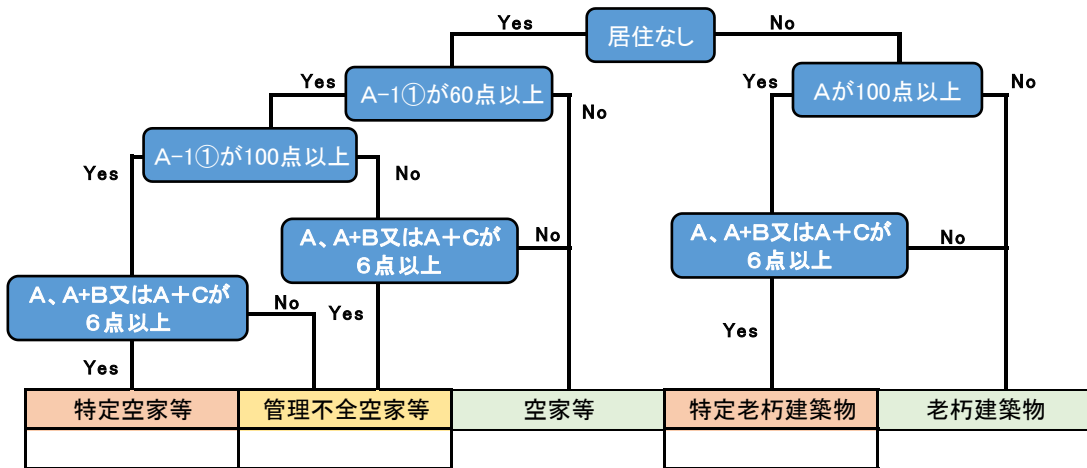 Yes
居住なし
No
Yes
A-1①が60点以上
No
Yes
Aが100点以上
No
Yes
A-1①が100点以上
No
A、A+B又はA＋Cが
６点以上
No
A、A+B又はA＋Cが
６点以上
No
A、A+B又はA＋Cが
６点以上
No
Yes
Yes
Yes
特定空家等
管理不全空家等
空家等
特定老朽建築物
老朽建築物